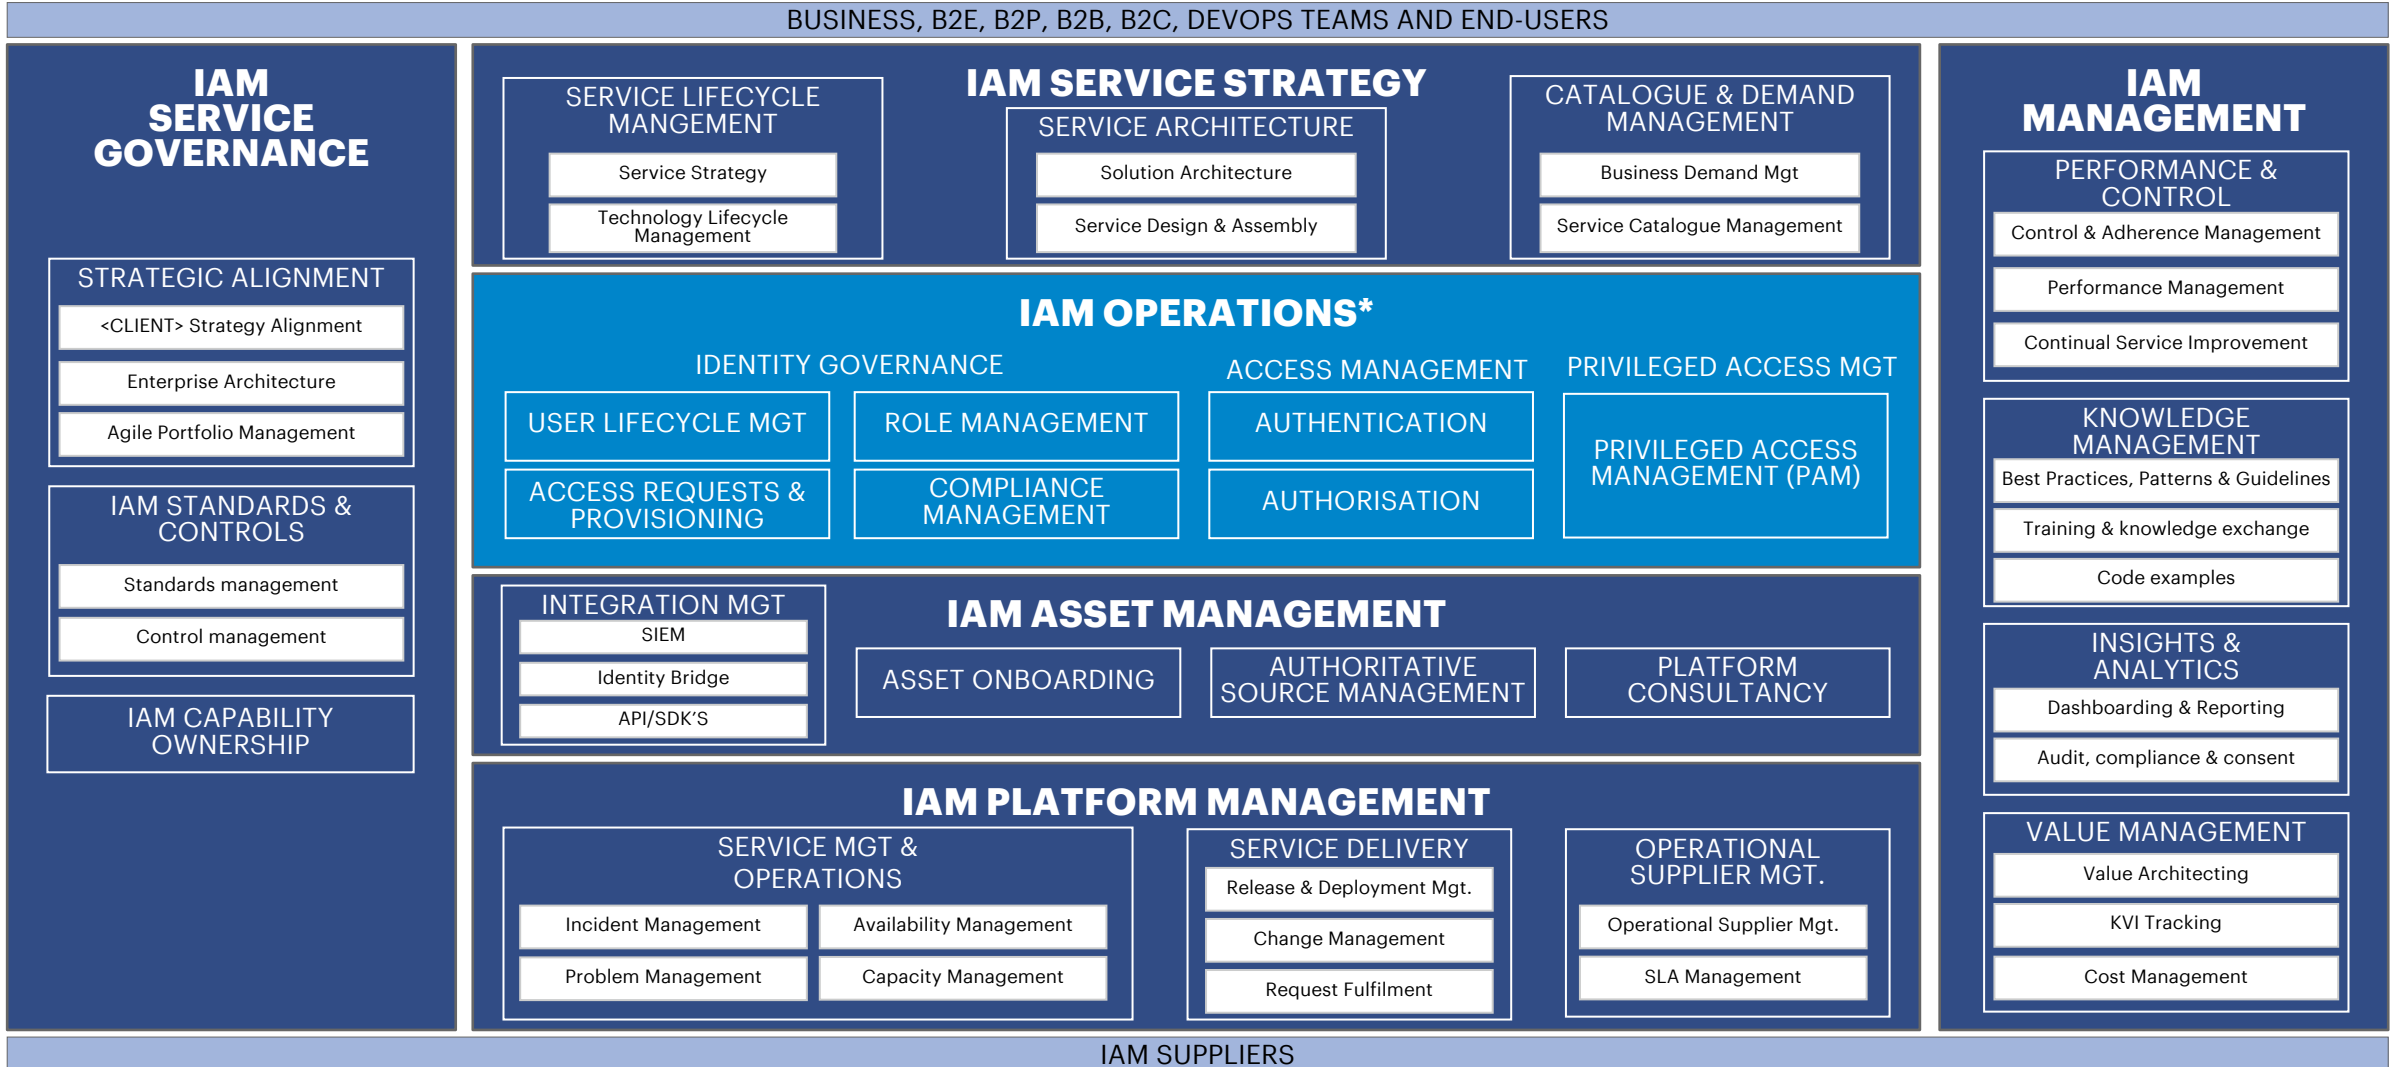 BUSINESS, B2E, B2P, B2B, B2C, DEVOPS TEAMS AND END-USERS
IAM
SERVICE
GOVERNANCE
STRATEGIC ALIGNMENT
<CLIENT> Strategy Alignment
Enterprise Architecture
Agile Portfolio Management
IAM STANDARDS &
CONTROLS
Standards management
Control management
IAM CAPABILITY
OWNERSHIP
IAM SERVICE STRATEGY
SERVICE LIFECYCLE
MANGEMENT
Service Strategy
Technology Lifecycle
Management
SERVICE ARCHITECTURE
Solution Architecture
Service Design & Assembly
CATALOGUE & DEMAND
MANAGEMENT
Business Demand Mgt
Service Catalogue Management
IAM OPERATIONS*
IDENTITY GOVERNANCE
USER LIFECYCLE MGT
ROLE MANAGEMENT
ACCESS REQUESTS &
PROVISIONING
COMPLIANCE
MANAGEMENT
ACCESS MANAGEMENT
AUTHENTICATION
AUTHORISATION
PRIVILEGED ACCESS MGT
PRIVILEGED ACCESS
MANAGEMENT (PAM)
IAM ASSET MANAGEMENT
INTEGRATION MGT
SIEM
Identity Bridge
API/SDK'S
ASSET ONBOARDING
AUTHORITATIVE
SOURCE MANAGEMENT
PLATFORM
CONSULTANCY
IAM PLATFORM MANAGEMENT
SERVICE MGT &
OPERATIONS
Incident Management
Availability Management
Problem Management
Capacity Management
SERVICE DELIVERY
Release & Deployment Mgt.
Change Management
Request Fulfilment
OPERATIONAL
SUPPLIER MGT.
Operational Supplier Mgt.
SLA Management
IAM
MANAGEMENT
PERFORMANCE &
CONTROL
Control & Adherence Management
Performance Management
Continual Service Improvement
KNOWLEDGE
MANAGEMENT
Best Practices, Patterns & Guidelines
Training & knowledge exchange
Code examples
INSIGHTS &
ANALYTICS
Dashboarding & Reporting
Audit, compliance & consent
VALUE MANAGEMENT
Value Architecting
KVI Tracking
Cost Management
IAM SUPPLIERS